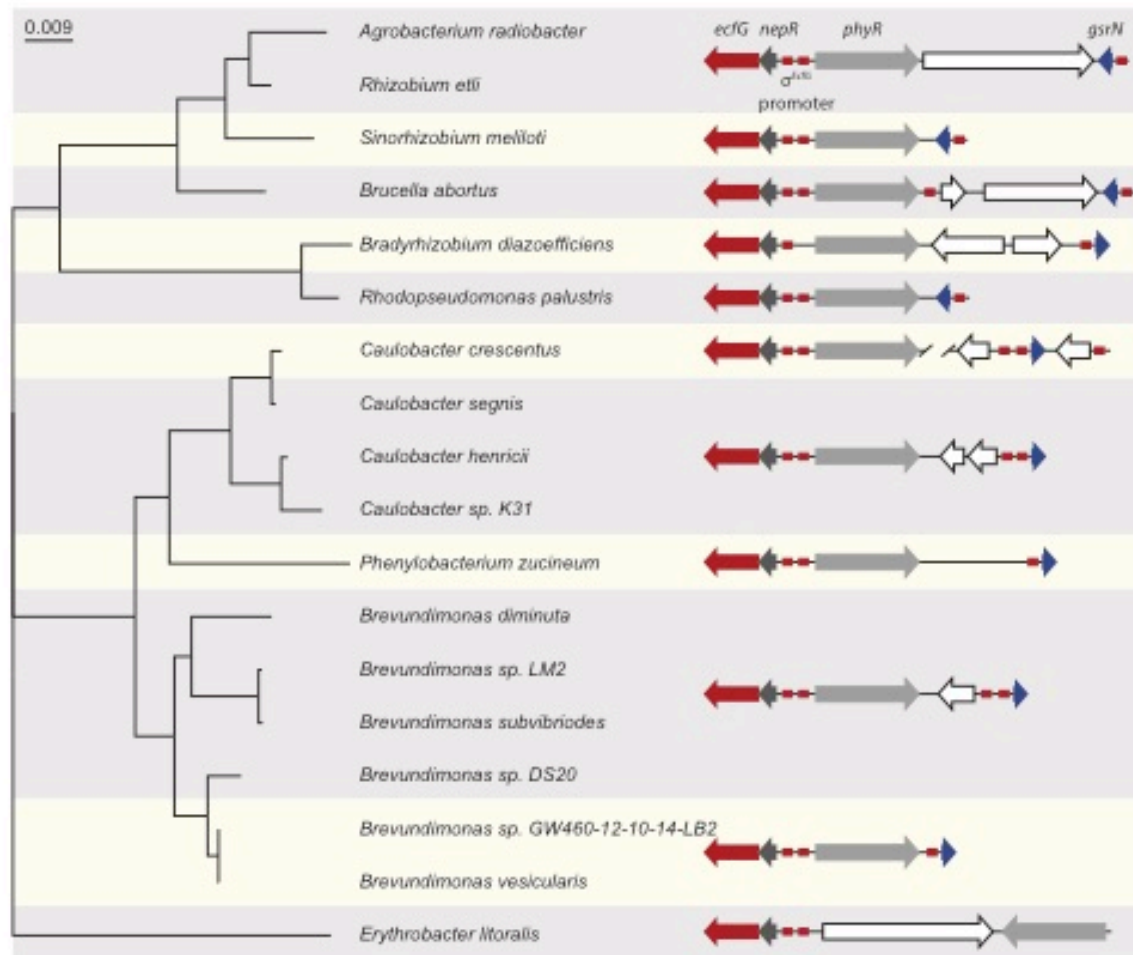 0.009
ecfG nepR phyR gsrN
Agrobacterium radiobacter
Rhizobium etli
σ
promoter
Sinorhizobium meliloti
Brucella abortus
Bradyrhizobium diazoefficiens
Rhodopseudomonas palustris
Caulobacter crescentus
Caulobacter segnis
Caulobacter henricii
Caulobacter sp. K31
Phenylobacterium zucineum
Brevundimonas diminuta
Brevundimonas sp. LM2
Brevundimonas subvibriodes
Brevundimonas sp. DS20
Brevundimonas sp. GW460-12-10-14-LB2
Brevundimonas vesicularis
Erythrobacter litoralis